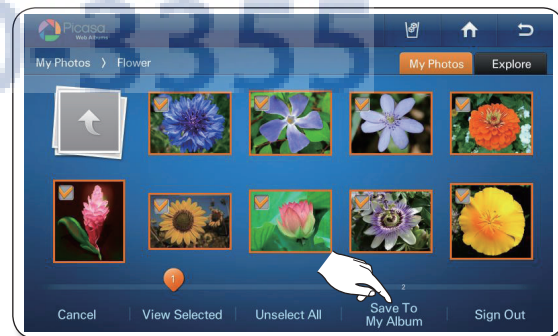 -3355
Picasa
Web Albums
My Photos 〉 Flower
My Photos
Explore
1
2
Cancel
View Selected
Unselect All
Save To
My Album
Sign Out